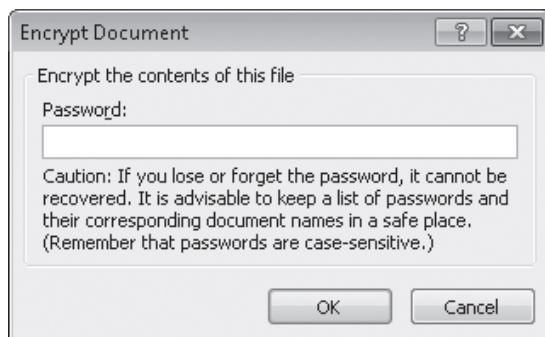 Encrypt Document
Encrypt the contents of this file
Password:
Caution: If you lose or forget the password, it cannot be
recovered. It is advisable to keep a list of passwords and
their corresponding document names in a safe place.
(Remember that passwords are case-sensitive.)
OK Cancel